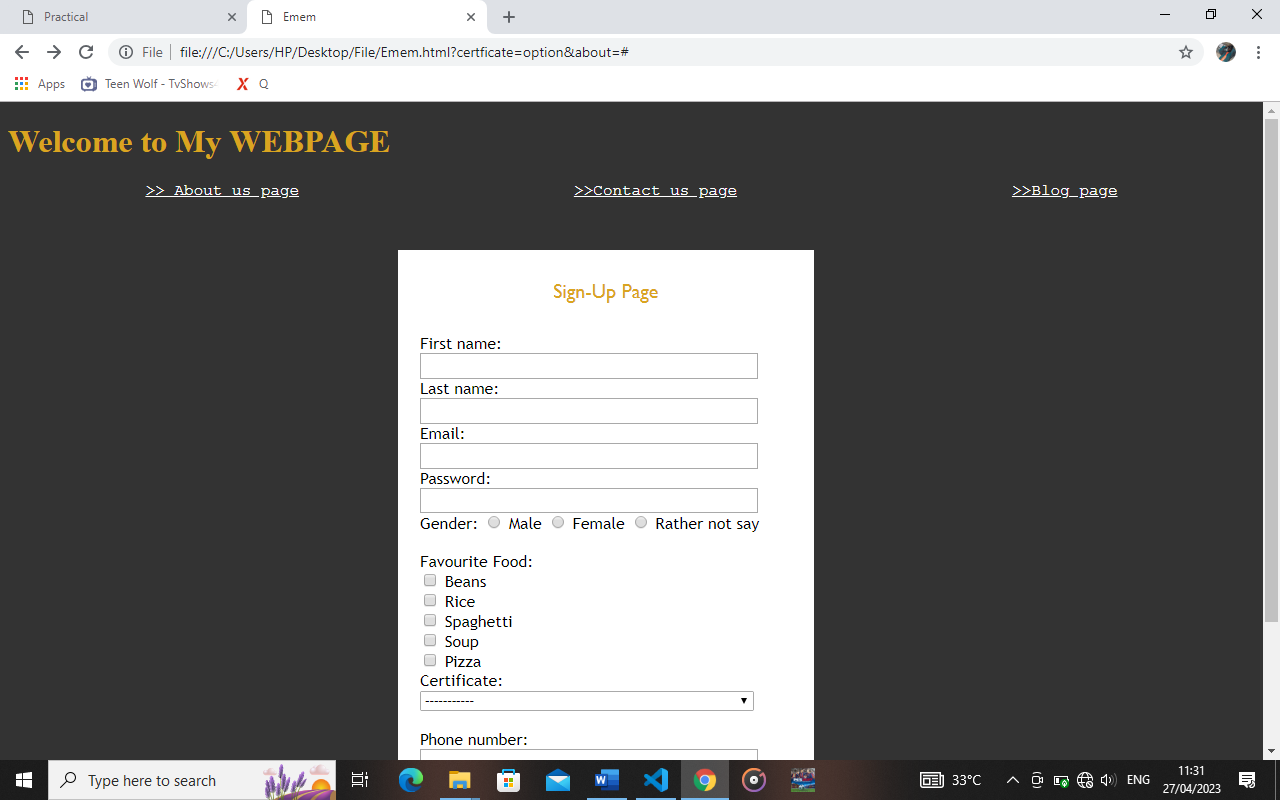 Practical
Emem
File
file:///C:/Users/HP/Desktop/File/Emem.html?certficate=option&about=#
Apps
Teen Wolf - TvShows
X Q
Welcome to My WEBPAGE
>> About us page >>Contact us page >>Blog page
Sign-Up Page
First name:
Last name:
Email:
Password:
Gender: Male Female Rather not say
Favourite Food:
Beans
Rice
Spaghetti
Soup
Pizza
Certificate:
-----------
Phone number:
Type here to search
33°C
ENG
11:31
27/04/2023